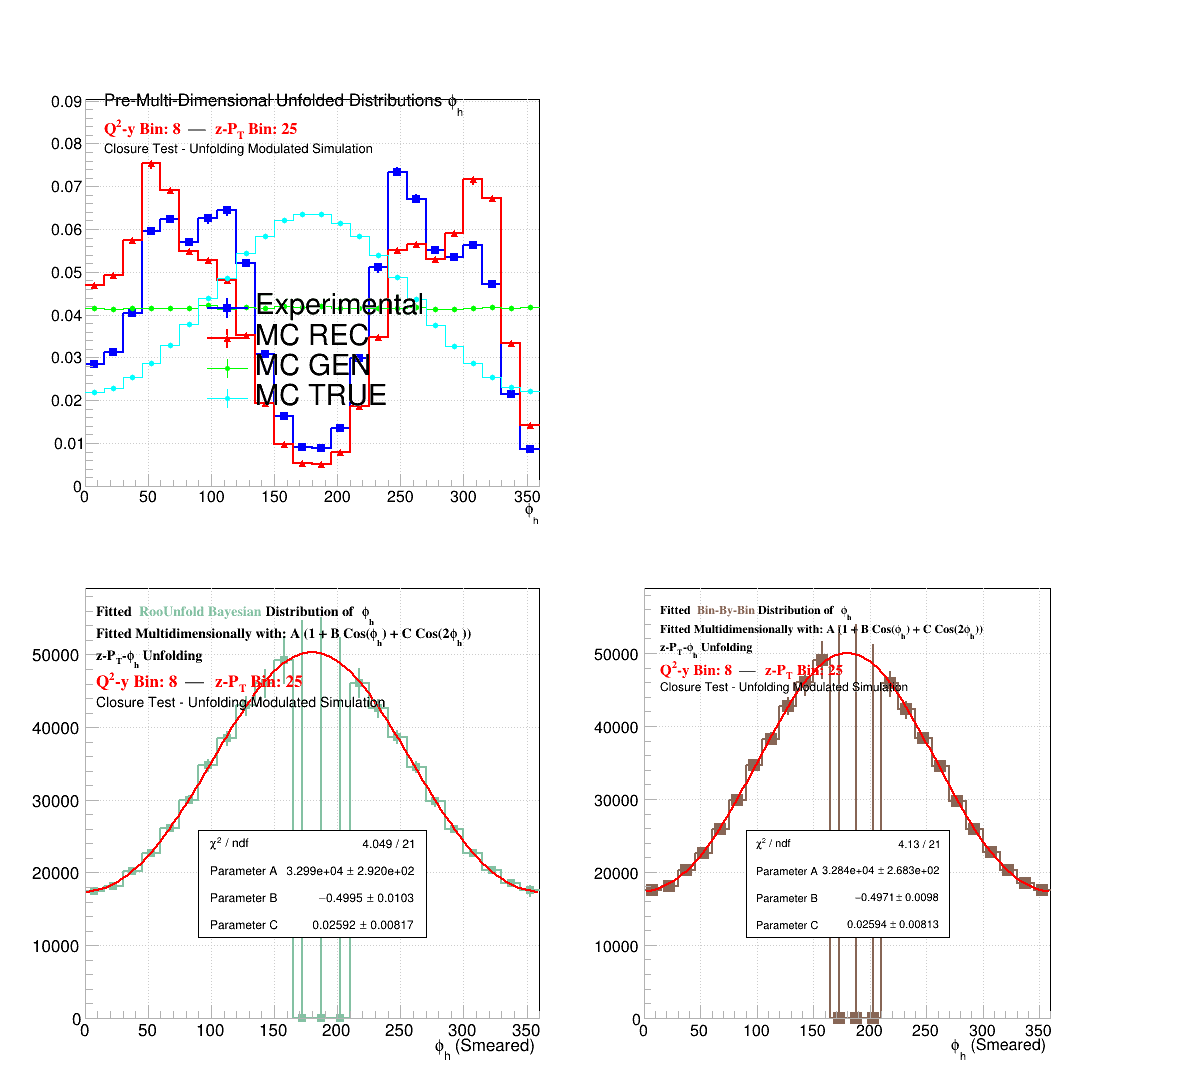 Pre-Multi-Dimensional Unfolded Distributions ϕh
Q²-y Bin: 8 — z-PT Bin: 25
Closure Test - Unfolding Modulated Simulation
0.09
0.08
0.07
0.06
0.05
0.04
0.03
0.02
0.01
0
Experimental
MC REC
MC GEN
MC TRUE
0 50 100 150 200 250 300 350
ϕh
Fitted RooUnfold Bayesian Distribution of ϕh
Fitted Multidimensionally with: A (1 + B Cos(ϕh) + C Cos(2ϕh))
z-PT-ϕh Unfolding
Q²-y Bin: 8 — z-PT Bin: 25
Closure Test - Unfolding Modulated Simulation
50000
40000
30000
20000
10000
0
χ² / ndf 4.049 / 21
Parameter A 3.299e+04 ± 2.920e+02
Parameter B −0.4995 ± 0.0103
Parameter C 0.02592 ± 0.00817
0 50 100 150 200 250 300 350
ϕh (Smeared)
Fitted Bin-By-Bin Distribution of ϕh
Fitted Multidimensionally with: A (1 + B Cos(ϕh) + C Cos(2ϕh))
z-PT-ϕh Unfolding
Q²-y Bin: 8 — z-PT Bin: 25
Closure Test - Unfolding Modulated Simulation
50000
40000
30000
20000
10000
0
χ² / ndf 4.13 / 21
Parameter A 3.284e+04 ± 2.683e+02
Parameter B −0.4971 ± 0.0098
Parameter C 0.02594 ± 0.00813
0 50 100 150 200 250 300 350
ϕh (Smeared)